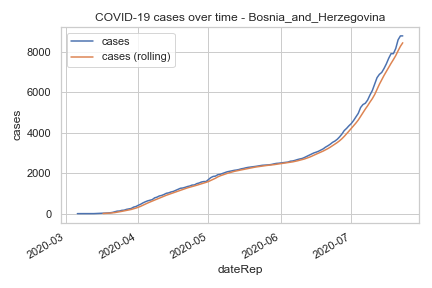 COVID-19 cases over time - Bosnia_and_Herzegovina
cases
cases (rolling)
8000
6000
4000
2000
0
cases
2020-03
2020-04
2020-05
2020-06
2020-07
dateRep